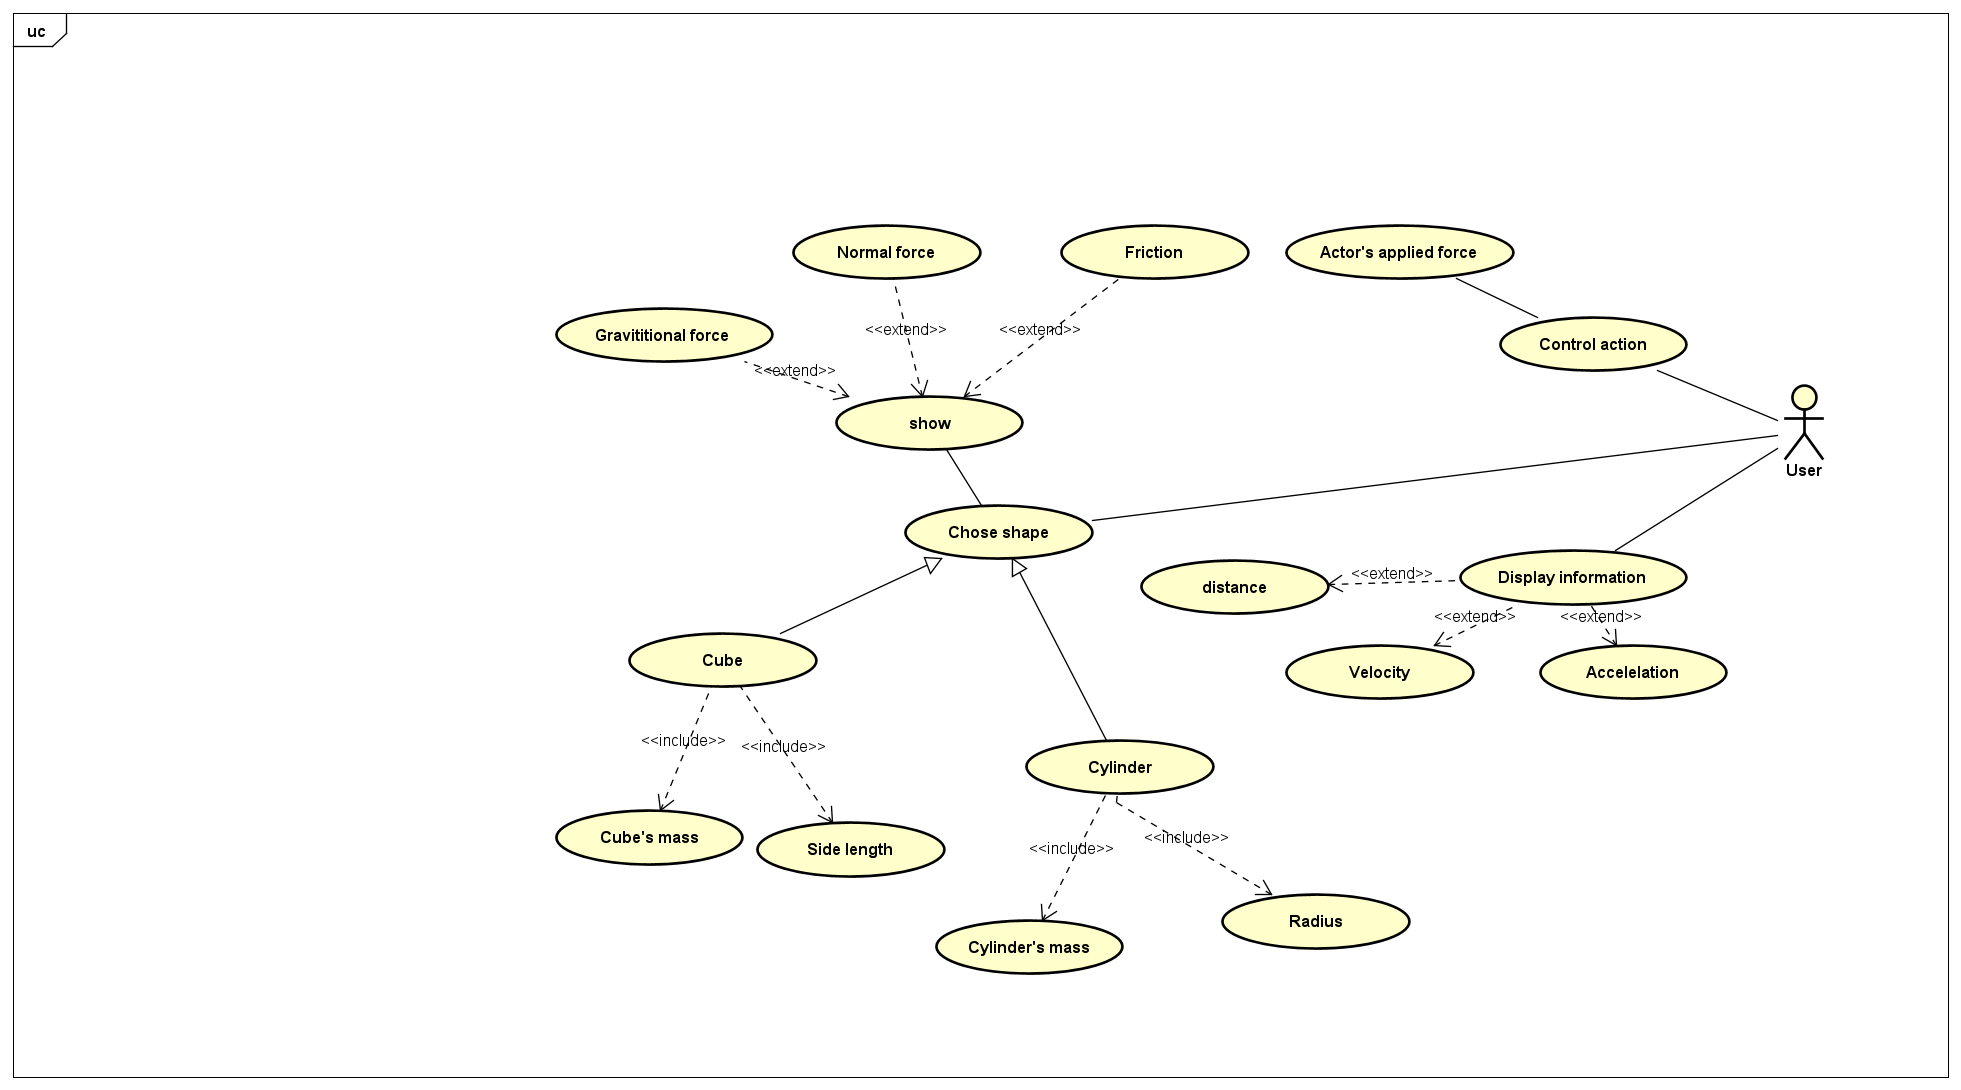 uc
Normal force
Friction
Actor's applied force
Gravititional force
<<extend>>
<<extend>>
Control action
<<extend>>
show
User
Chose shape
distance
<<extend>>
Display information
<<extend>>
<<extend>>
Cube
Velocity
Accelelation
<<include>>
<<include>>
Cylinder
Cube's mass
Side length
<<include>>
<<include>>
Cylinder's mass
Radius